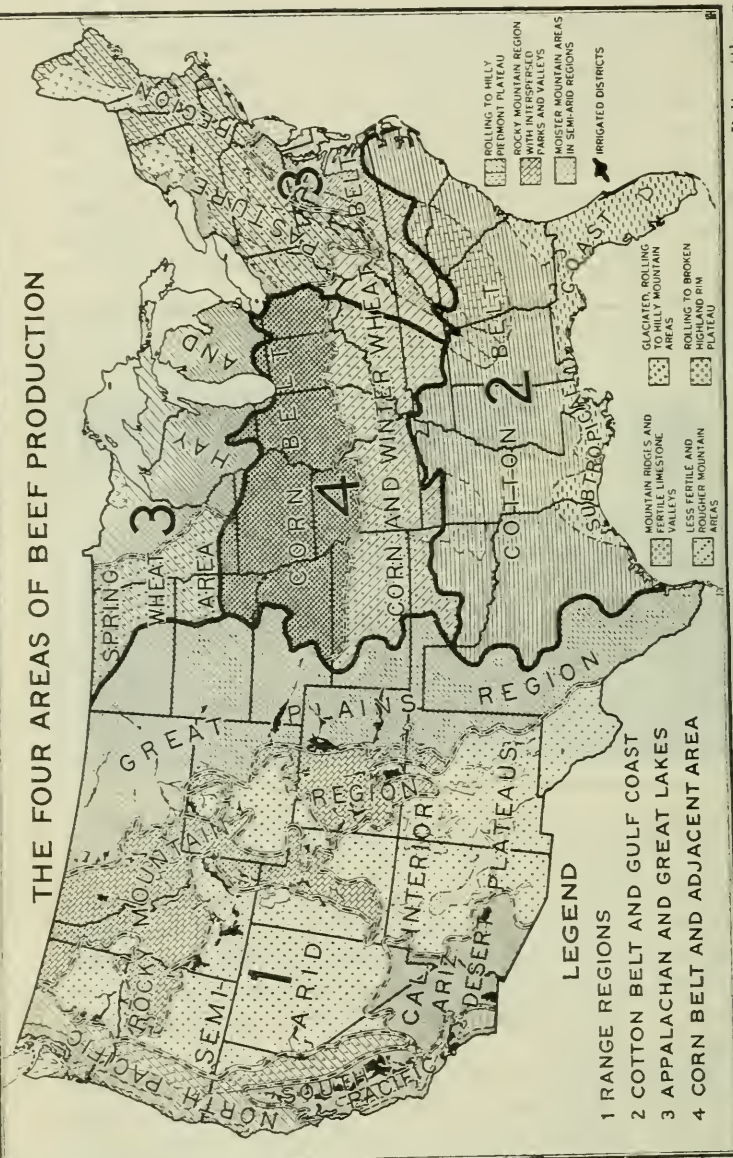 THE FOUR AREAS OF BEEF PRODUCTION
NORTH PACIFIC
ROCKY MOUNTAIN
REGION
SEMI-
ARID
1
SOUTH
PACIFIC
CAL
ARIZ
DESERT
INTERIOR
PLATEAUS
GREAT
PLAINS
REGION
SPRING
WHEAT
AREA
3
HAY
AND
PASTURE
REGION
3
CORN BELT
4
CORN AND WINTER WHEAT
BELT
COTTON BELT
2
SUBTROPICAL
COAST
LEGEND
1 RANGE REGIONS
2 COTTON BELT AND GULF COAST
3 APPALACHAN AND GREAT LAKES
4 CORN BELT AND ADJACENT AREA
MOUNTAIN RIDGES AND
FERTILE LIMESTONE
VALLEYS
LESS FERTILE AND
ROUGHER MOUNTAIN
AREAS
GLACIATED, ROLLING
TO HILLY MOUNTAIN
AREAS
ROLLING TO BROKEN
HIGHLAND RIM
PLATEAU
ROLLING TO HILLY
PIEDMONT PLATEAU
ROCKY MOUNTAIN REGION
WITH INTERSPERSED
PARKS AND VALLEYS
MOISTER MOUNTAIN AREAS
IN SEMI-ARID REGIONS
IRRIGATED DISTRICTS